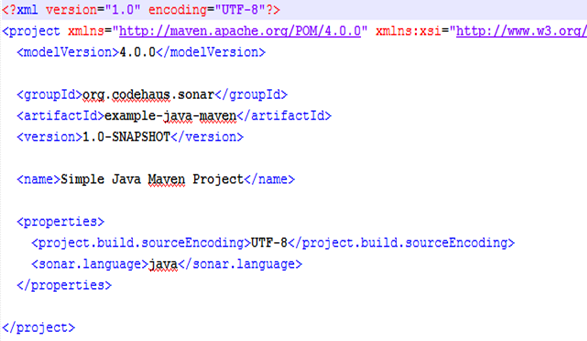 <?xml version="1.0" encoding="UTF-8"?>
<project xmlns="http://maven.apache.org/POM/4.0.0" xmlns:xsi="http://www.w3.org/
<modelVersion>4.0.0</modelVersion>
<groupId>org.codehaus.sonar</groupId>
<artifactId>example-java-maven</artifactId>
<version>1.0-SNAPSHOT</version>
<name>Simple Java Maven Project</name>
<properties>
<project.build.sourceEncoding>UTF-8</project.build.sourceEncoding>
<sonar.language>java</sonar.language>
</properties>
</project>